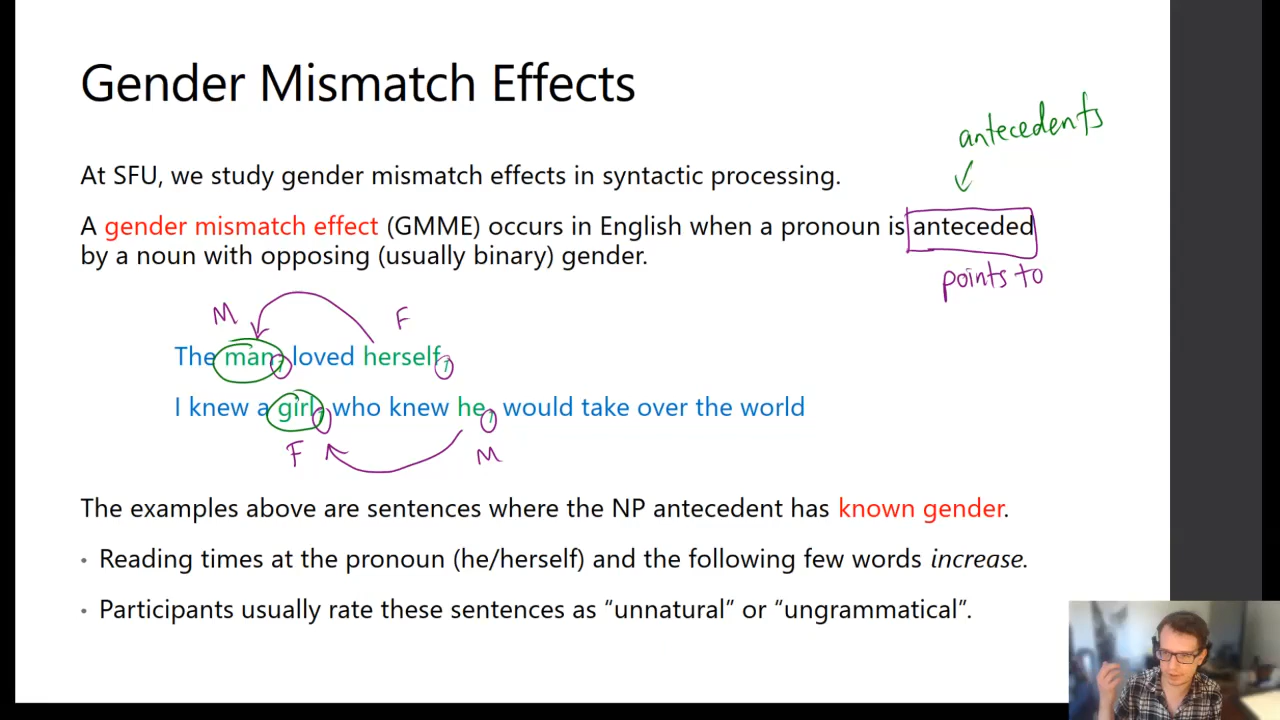 Gender Mismatch Effects
antecedents
At SFU, we study gender mismatch effects in syntactic processing.
A gender mismatch effect (GMME) occurs in English when a pronoun is anteceded
by a noun with opposing (usually binary) gender.
points to
M F
The man₁ loved herself₁
I knew a girl₁ who knew he₁ would take over the world
F M
The examples above are sentences where the NP antecedent has known gender.
• Reading times at the pronoun (he/herself) and the following few words increase.
• Participants usually rate these sentences as “unnatural” or “ungrammatical”.